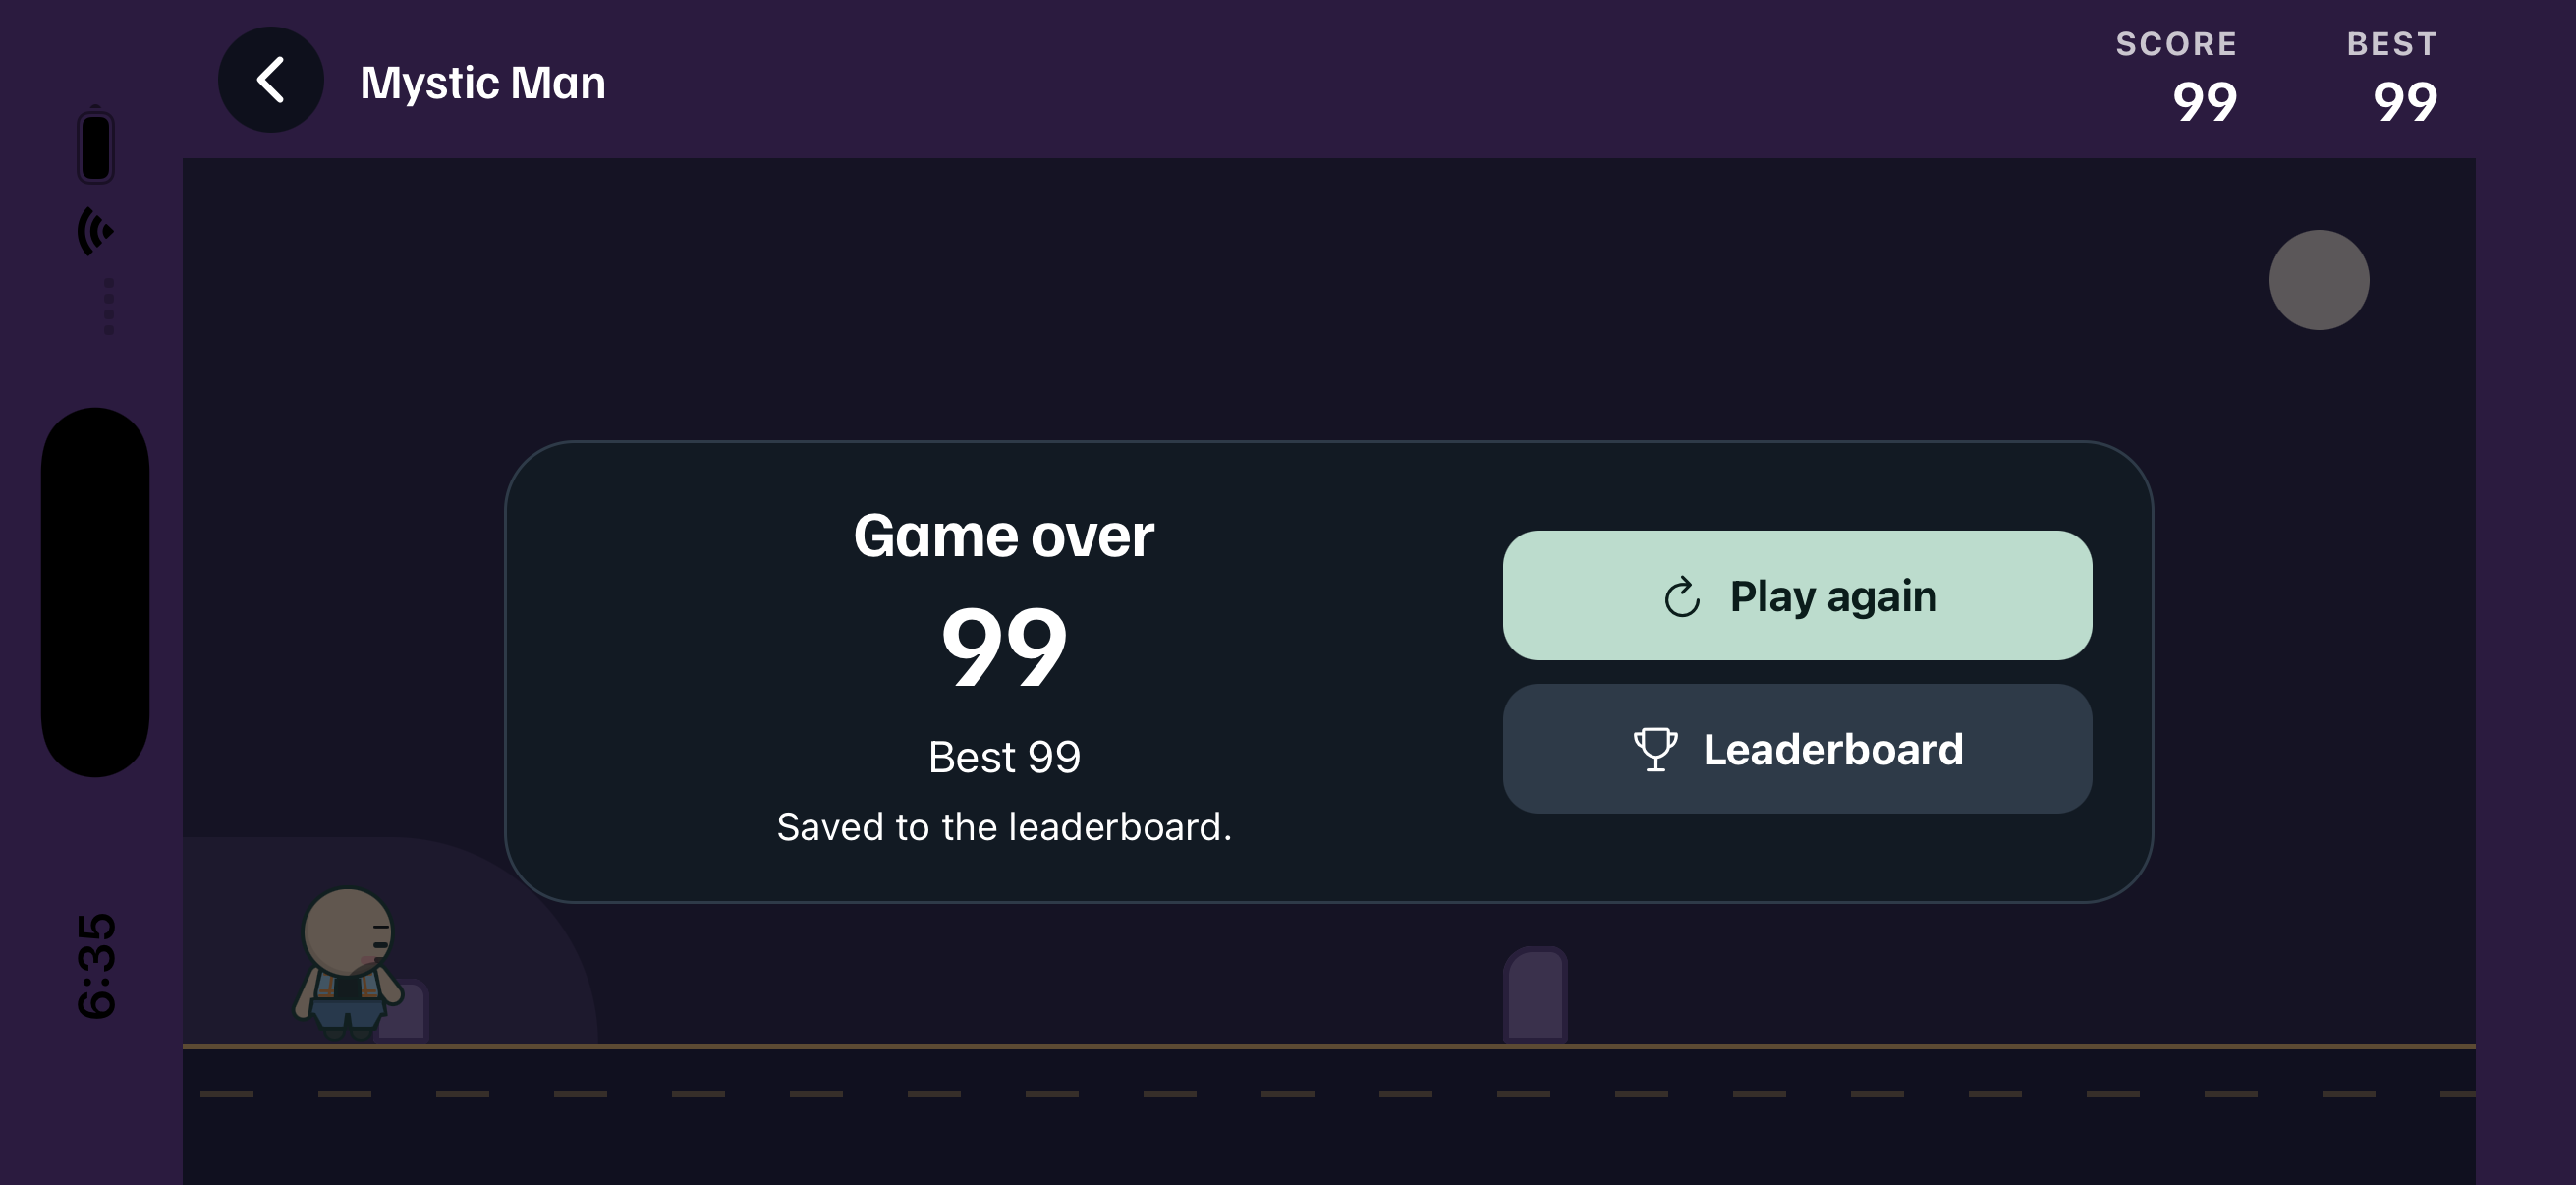 Mystic Man
SCORE
99
BEST
99
6:35
Game over
99
Best 99
Saved to the leaderboard.
Play again
Leaderboard